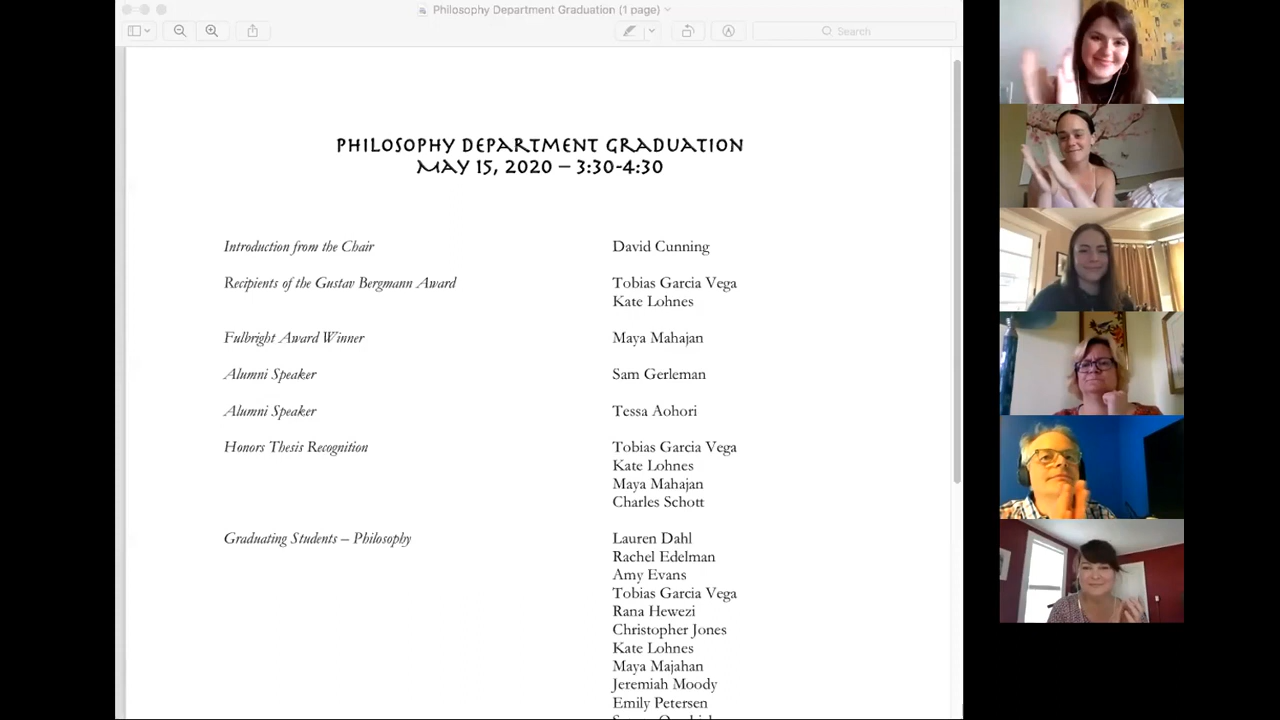 Philosophy Department Graduation (1 page)
Search
Philosophy Department Graduation
May 15, 2020 – 3:30-4:30
Introduction from the Chair David Cunning
Recipients of the Gustav Bergmann Award Tobias Garcia Vega
Kate Lohnes
Fulbright Award Winner Maya Mahajan
Alumni Speaker Sam Gerleman
Alumni Speaker Tessa Aohori
Honors Thesis Recognition Tobias Garcia Vega
Kate Lohnes
Maya Mahajan
Charles Schott
Graduating Students – Philosophy Lauren Dahl
Rachel Edelman
Amy Evans
Tobias Garcia Vega
Rana Hewezi
Christopher Jones
Kate Lohnes
Maya Majahan
Jeremiah Moody
Emily Petersen